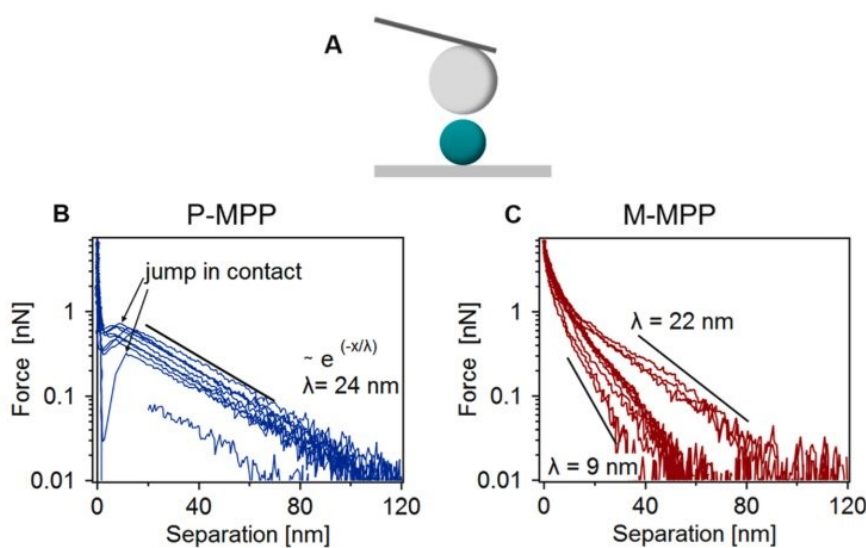 A
B
P-MPP
jump in contact
~ e (-x/λ)
λ= 24 nm
Force [nN]
1
0.1
0.01
0
40
80
120
Separation [nm]
C
M-MPP
λ = 22 nm
λ = 9 nm
Force [nN]
1
0.1
0.01
0
40
80
120
Separation [nm]